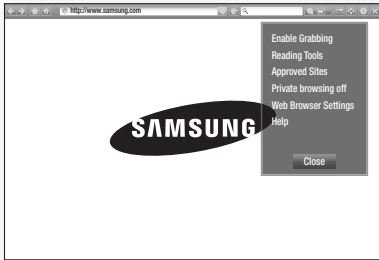 http://www.samsung.com
Enable Grabbing
Reading Tools
Approved Sites
Private browsing off
Web Browser Settings
Help
SAMSUNG
Close